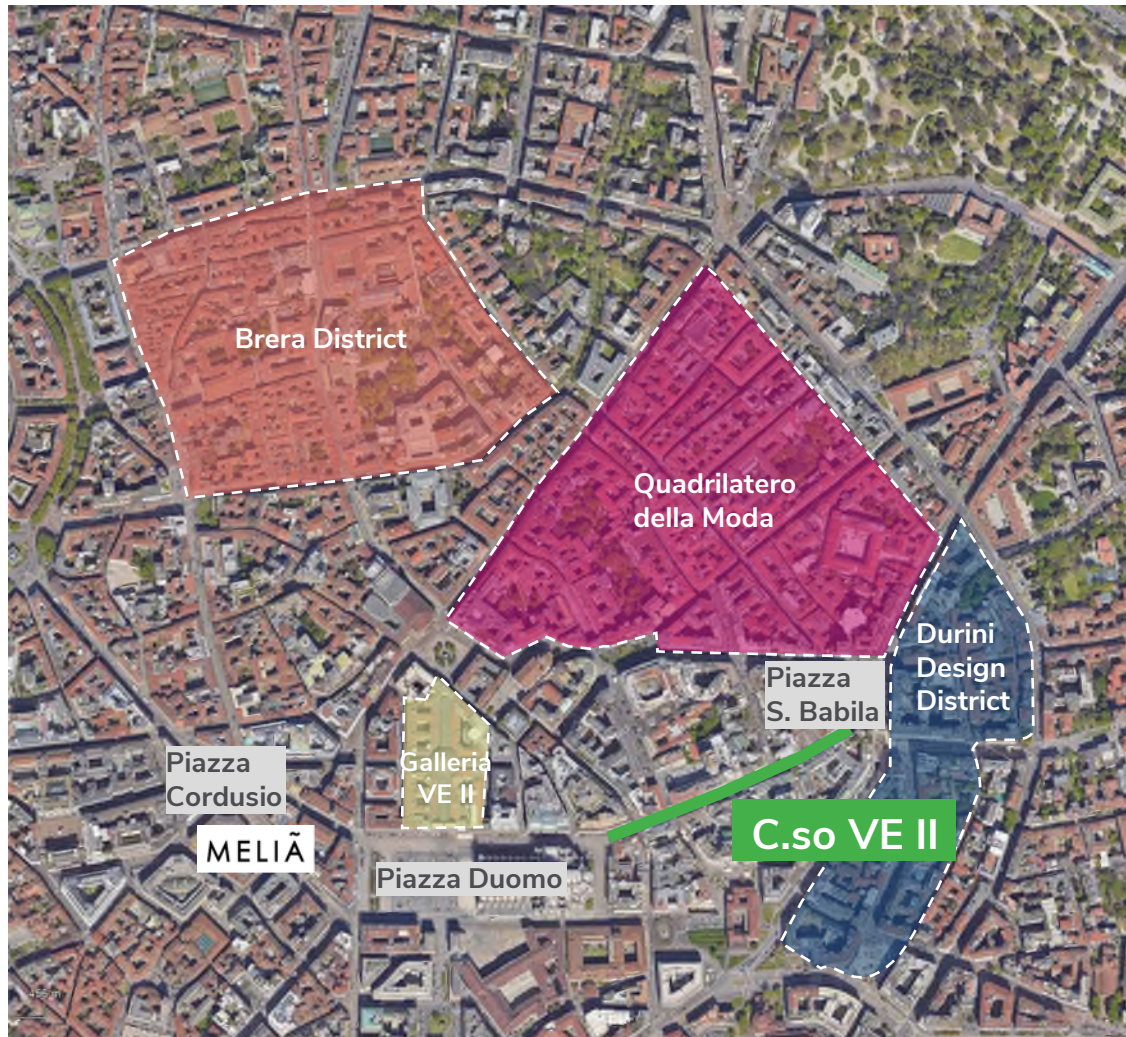 Brera District
Quadrilatero
della Moda
Durini
Design
District
Piazza
S. Babila
Galleria
VE II
Piazza
Cordusio
C.so VE II
MELIÃ
Piazza Duomo